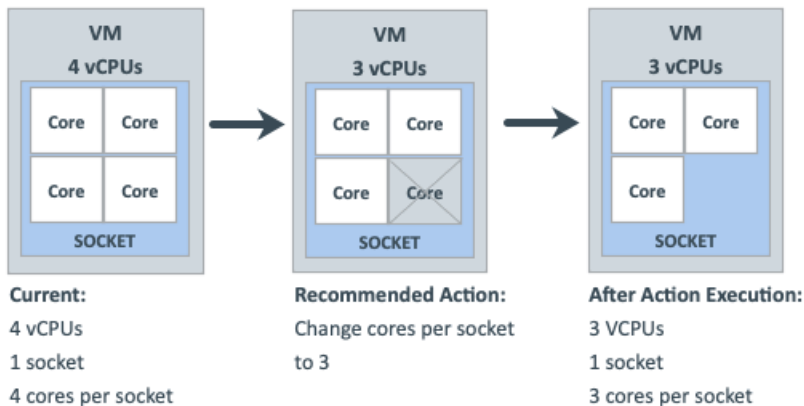 VM
4 vCPUs
Core Core
Core Core
SOCKET
Current:
4 vCPUs
1 socket
4 cores per socket
VM
3 vCPUs
Core Core
Core Core
SOCKET
Recommended Action:
Change cores per socket
to 3
VM
3 vCPUs
Core Core
Core
SOCKET
After Action Execution:
3 VCPUs
1 socket
3 cores per socket